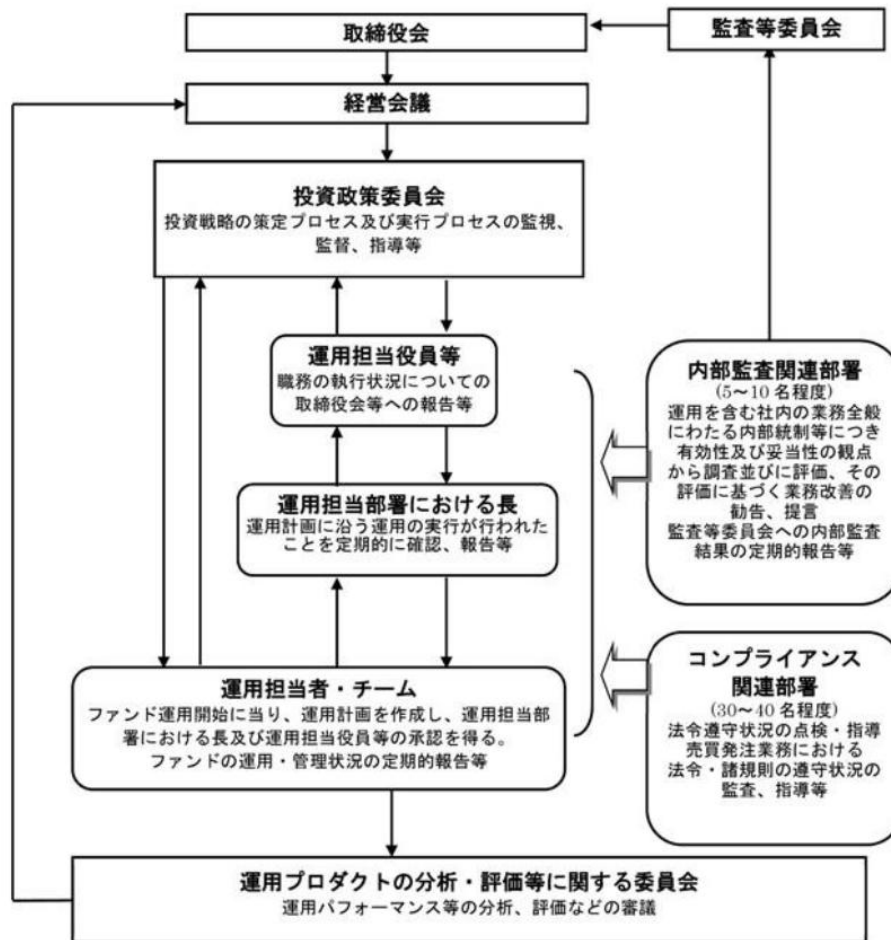 取締役会
監査等委員会
経営会議
投資政策委員会
投資戦略の策定プロセス及び実行プロセスの監視、
監督、指導等
運用担当役員等
職務の執行状況についての
取締役会等への報告等
運用担当部署における長
運用計画に沿う運用の実行が行われた
ことを定期的に確認、報告等
運用担当者・チーム
ファンド運用開始に当り、運用計画を作成し、運用担当部
署における長及び運用担当役員等の承認を得る。
ファンドの運用・管理状況の定期的報告等
内部監査関連部署
(5~10 名程度)
運用を含む社内の業務全般
にわたる内部統制等につき
有効性及び妥当性の観点
から調査並びに評価、その
評価に基づく業務改善の
勧告、提言
監査等委員会への内部監査
結果の定期的報告等
コンプライアンス
関連部署
(30~40 名程度)
法令遵守状況の点検・指導
売買発注業務における
法令・諸規則の遵守状況の
監査、指導等
運用プロダクトの分析・評価等に関する委員会
運用パフォーマンス等の分析、評価などの審議